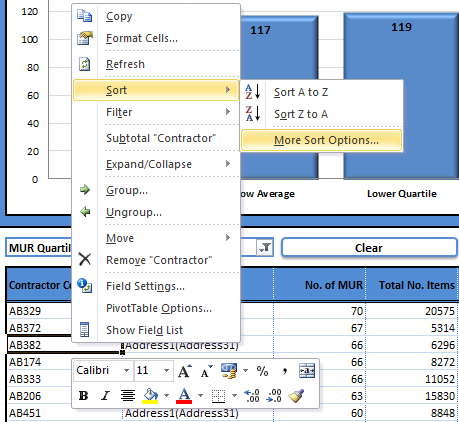 120
100
80
60
40
20
0
117
119
ow Average
Lower Quartile
Copy
Format Cells...
Refresh
Sort
Filter
Subtotal "Contractor"
Expand/Collapse
Group...
Ungroup...
Move
Remove "Contractor"
Field Settings...
PivotTable Options...
Show Field List
Sort A to Z
Sort Z to A
More Sort Options...
MUR Quartil
Clear
Contractor Co No. of MUR Total No. Items
AB329 70 20575
AB372 67 5314
AB382 Address1(Address31) 66 6296
AB174 66 8272
AB333 66 11052
AB206 63 15830
AB451 Address1(Address31) 60 8848
Calibri 11 A A % ,
B I A .00 .0